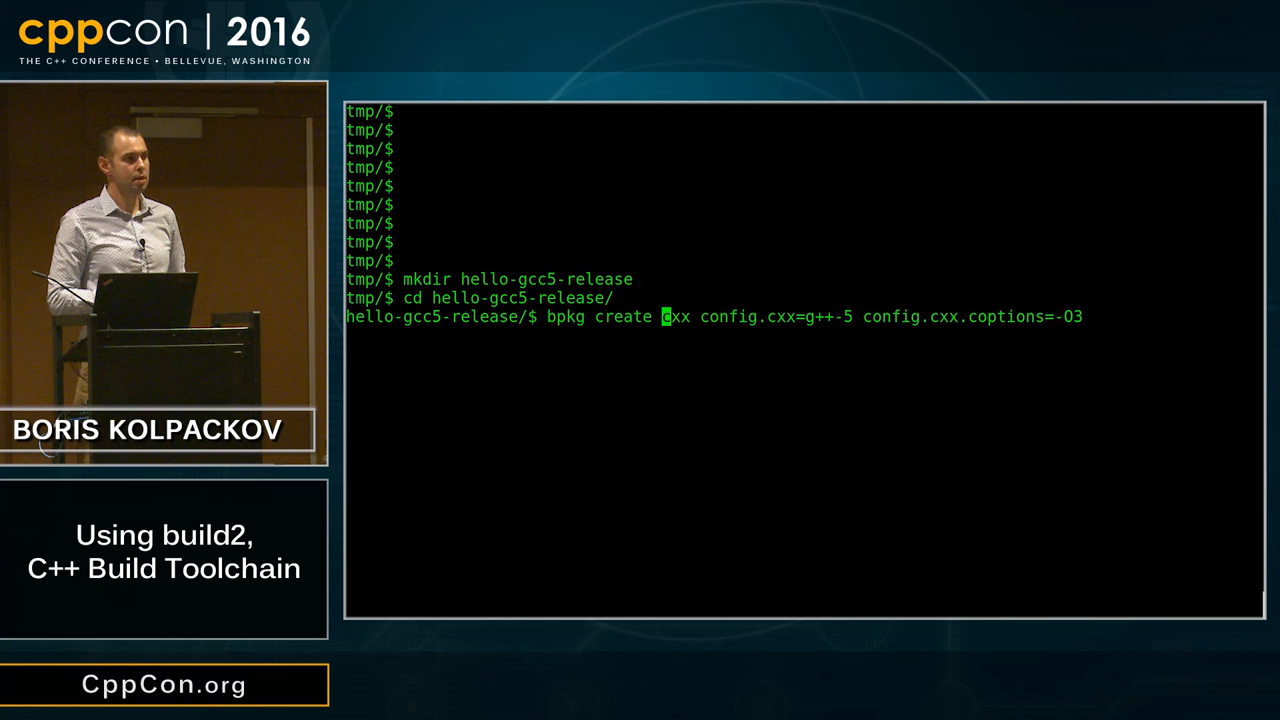 cppcon | 2016
THE C++ CONFERENCE • BELLEVUE, WASHINGTON
tmp/$
tmp/$
tmp/$
tmp/$
tmp/$
tmp/$
tmp/$
tmp/$
tmp/$
tmp/$ mkdir hello-gcc5-release
tmp/$ cd hello-gcc5-release/
hello-gcc5-release/$ bpkg create cxx config.cxx=g++-5 config.cxx.coptions=-O3
BORIS KOLPACKOV
Using build2,
C++ Build Toolchain
CppCon.org